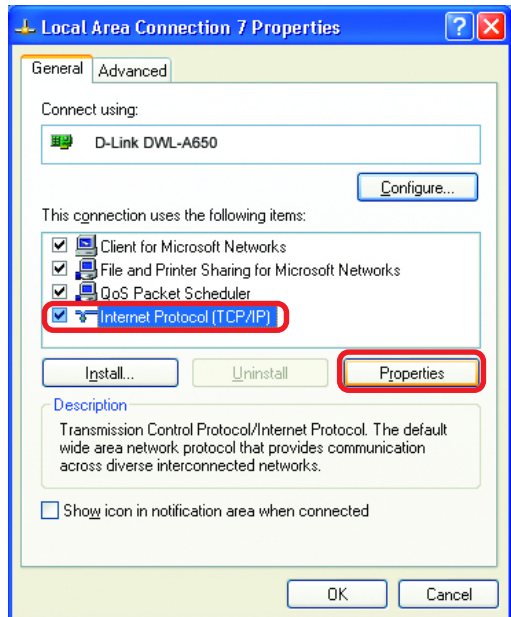 Local Area Connection 7 Properties
General Advanced
Connect using:
D-Link DWL-A650
Configure...
This connection uses the following items:
Client for Microsoft Networks
File and Printer Sharing for Microsoft Networks
QoS Packet Scheduler
Internet Protocol (TCP/IP)
Install... Uninstall Properties
Description
Transmission Control Protocol/Internet Protocol. The default
wide area network protocol that provides communication
across diverse interconnected networks.
Show icon in notification area when connected
OK Cancel